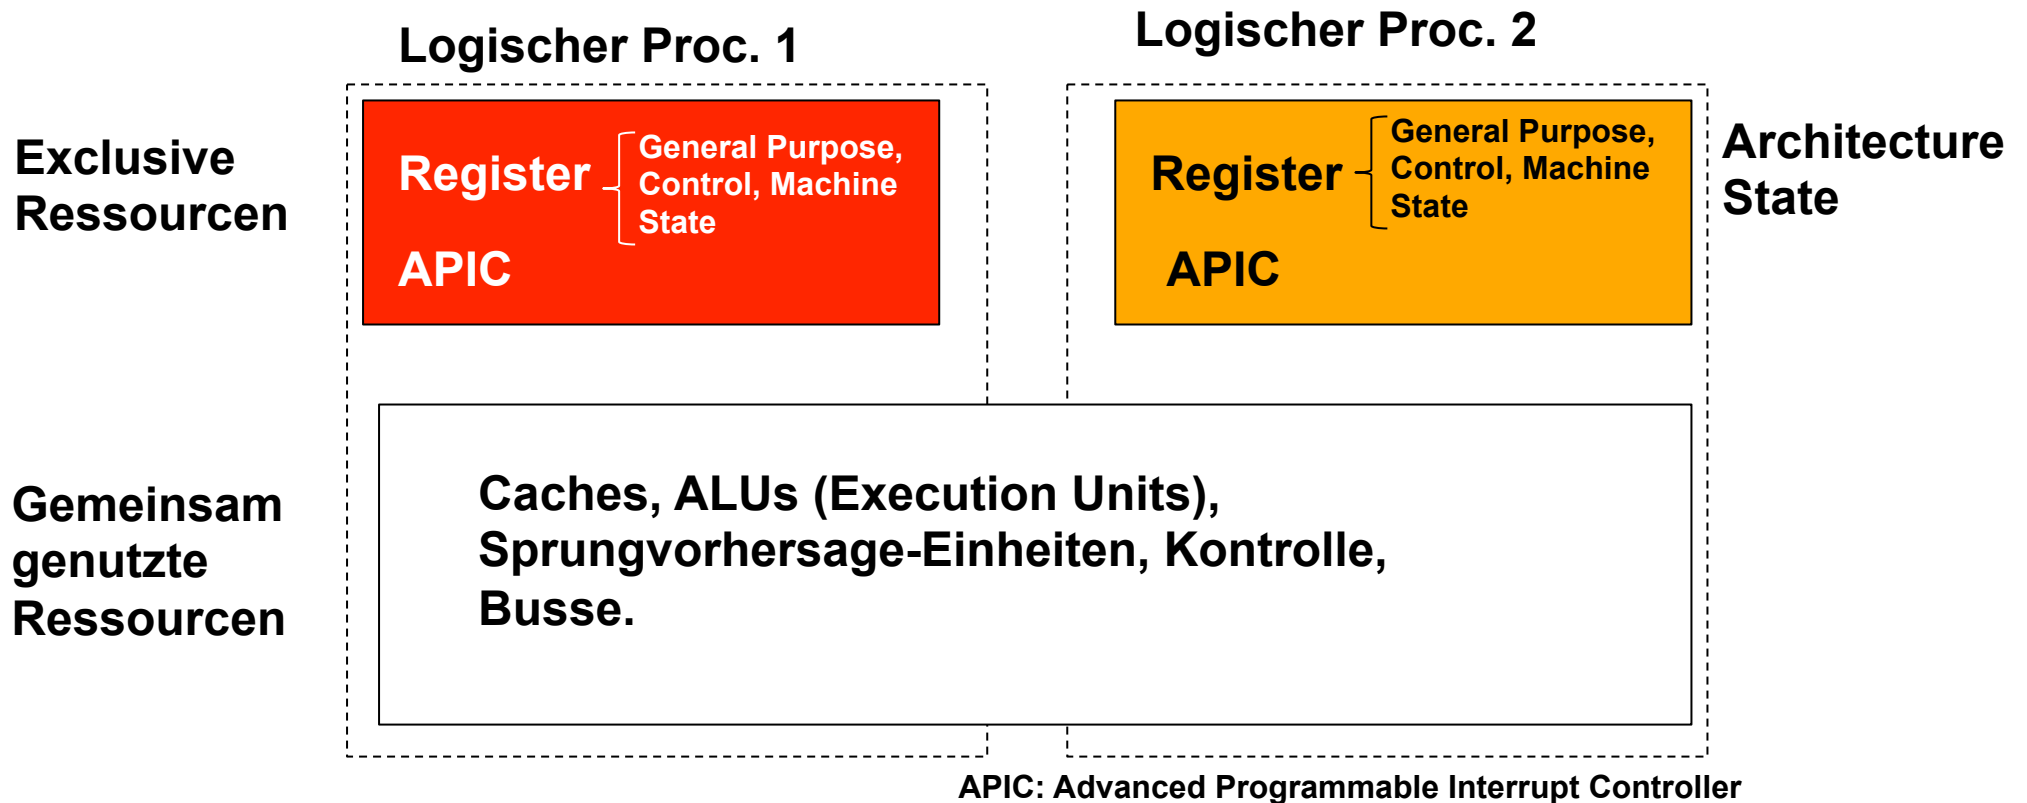 Logischer Proc. 1
Logischer Proc. 2
Exclusive
Ressourcen
Register
General Purpose,
Control, Machine
State
APIC
Register
General Purpose,
Control, Machine
State
APIC
Architecture
State
Gemeinsam
genutzte
Ressourcen
Caches, ALUs (Execution Units),
Sprungvorhersage-Einheiten, Kontrolle,
Busse.
APIC: Advanced Programmable Interrupt Controller